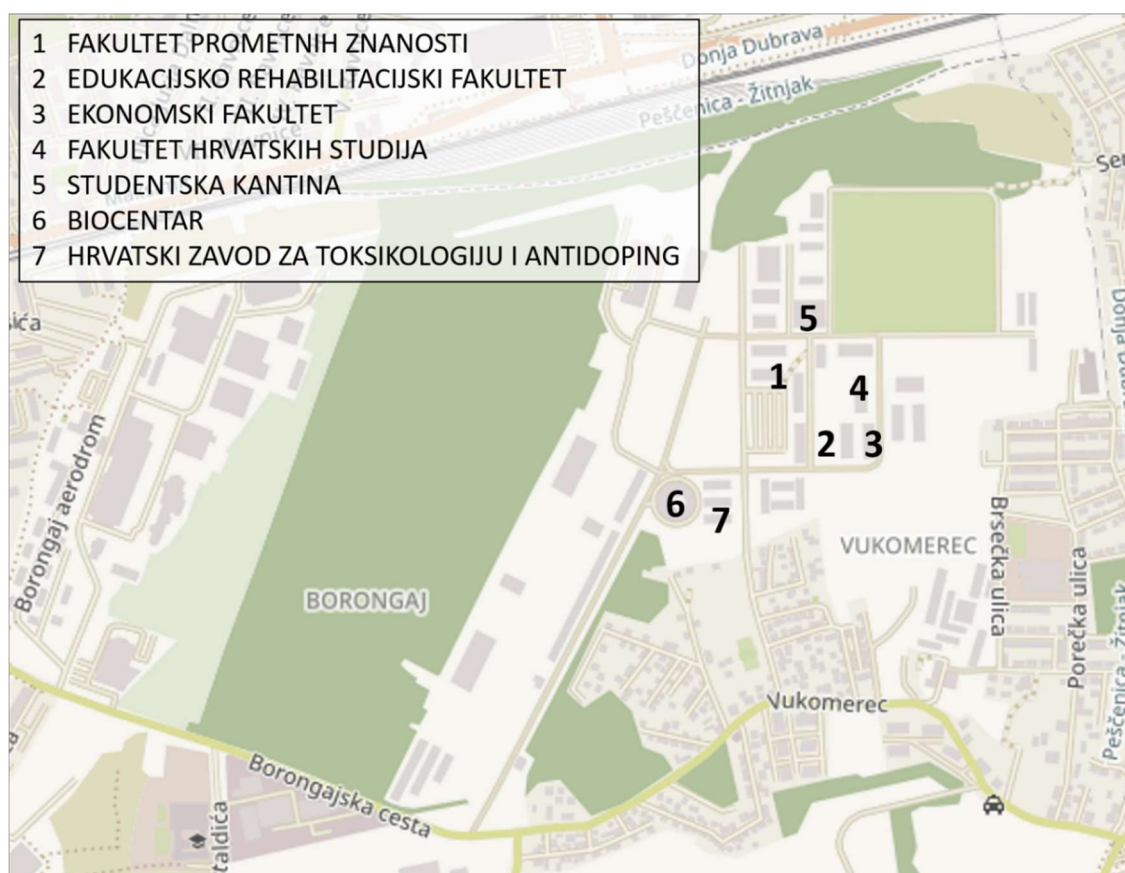 1 FAKULTET PROMETNIH ZNANOSTI
2 EDUKACIJSKO REHABILITACIJSKI FAKULTET
3 EKONOMSKI FAKULTET
4 FAKULTET HRVATSKIH STUDIJA
5 STUDENTSKA KANTINA
6 BIOCENTAR
7 HRVATSKI ZAVOD ZA TOKSIKOLOGIJU I ANTIDOPING
Donja Dubrava
Peščenica - Žitnjak
5
1
4
2
3
6
7
Borongaj aerodrom
BORONGAJ
VUKOMEREC
Brsečka ulica
Porečka ulica
Peščenica - Žitnjak
Vukomerec
Borongajska cesta